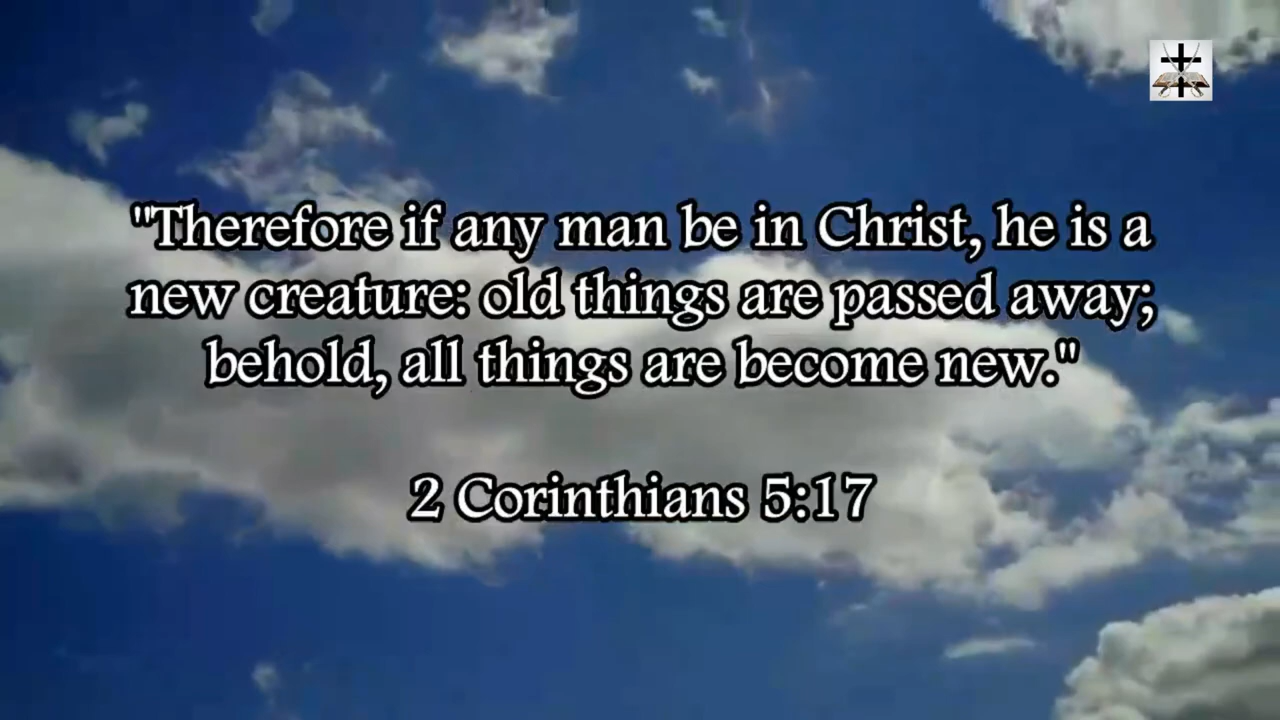 "Therefore if any man be in Christ, he is a
new creature: old things are passed away;
behold, all things are become new."
2 Corinthians 5:17